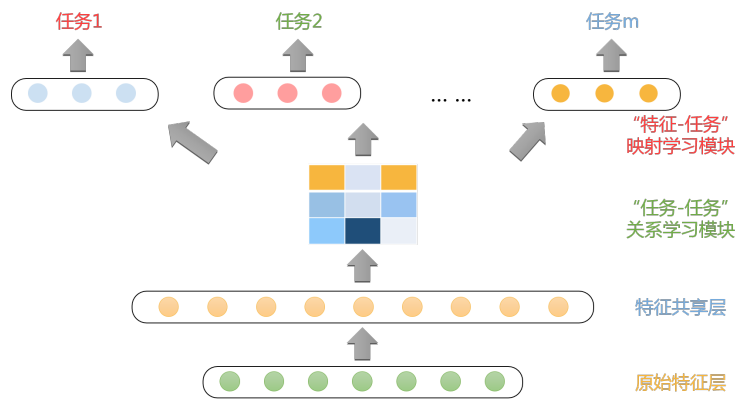 任务1
任务2
任务m
... ...
“特征-任务”
映射学习模块
“任务-任务”
关系学习模块
特征共享层
原始特征层